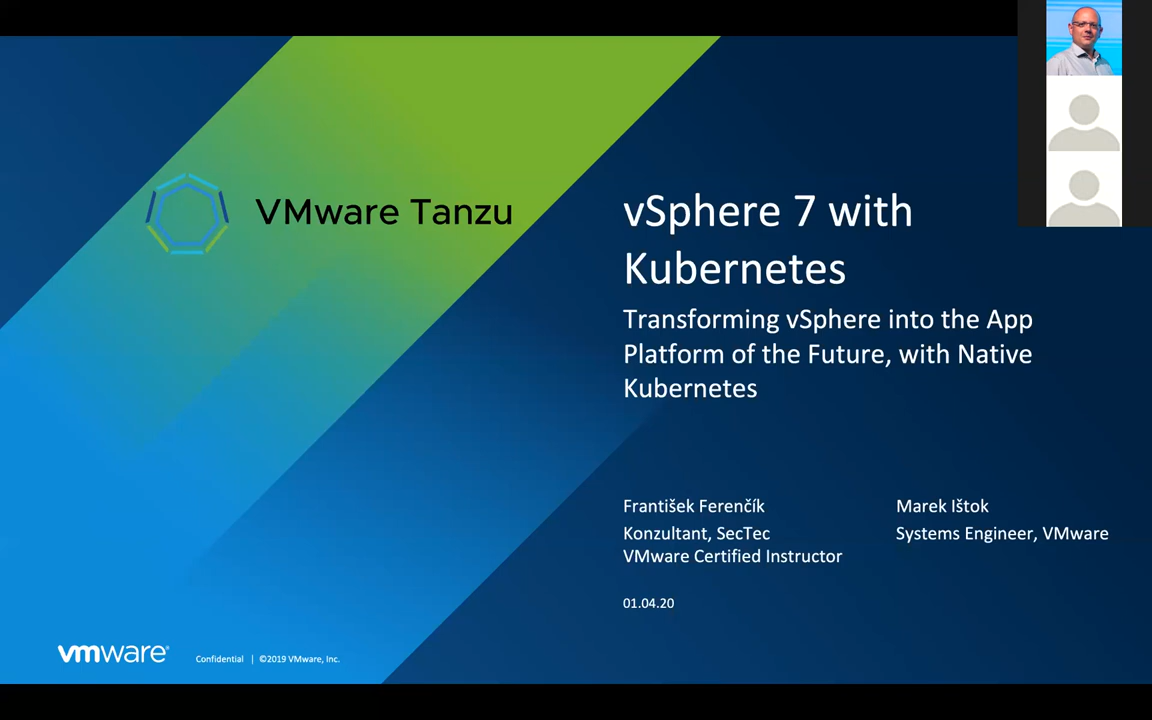 VMware Tanzu
vSphere 7 with
Kubernetes
Transforming vSphere into the App
Platform of the Future, with Native
Kubernetes
František Ferenčík
Konzultant, SecTec
VMware Certified Instructor
Marek Ištok
Systems Engineer, VMware
01.04.20
vmware®
Confidential | ©2019 VMware, Inc.